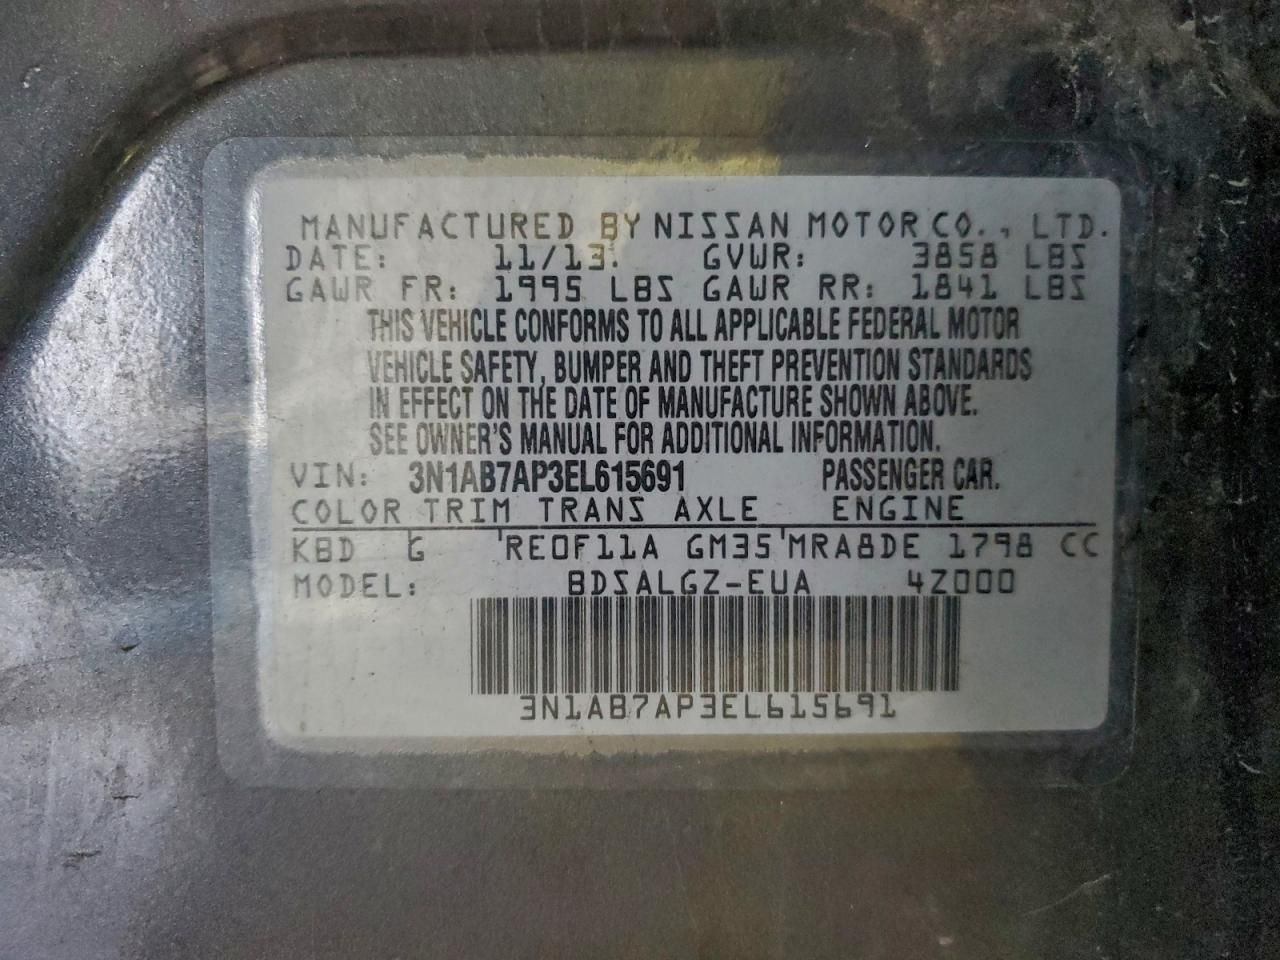 MANUFACTURED BY NISSAN MOTOR CO., LTD.
DATE: 11/13. GVWR: 3858 LBS
GAWR FR: 1995 LBS GAWR RR: 1841 LBS
THIS VEHICLE CONFORMS TO ALL APPLICABLE FEDERAL MOTOR
VEHICLE SAFETY, BUMPER AND THEFT PREVENTION STANDARDS
IN EFFECT ON THE DATE OF MANUFACTURE SHOWN ABOVE.
SEE OWNER'S MANUAL FOR ADDITIONAL INFORMATION.
VIN: 3N1AB7AP3EL615691 PASSENGER CAR.
COLOR TRIM TRANS AXLE ENGINE
KBD G RE0F11A GM35 MRA8DE 1798 CC
MODEL: BDSALGZ-EUA 4Z000
3N1AB7AP3EL615691